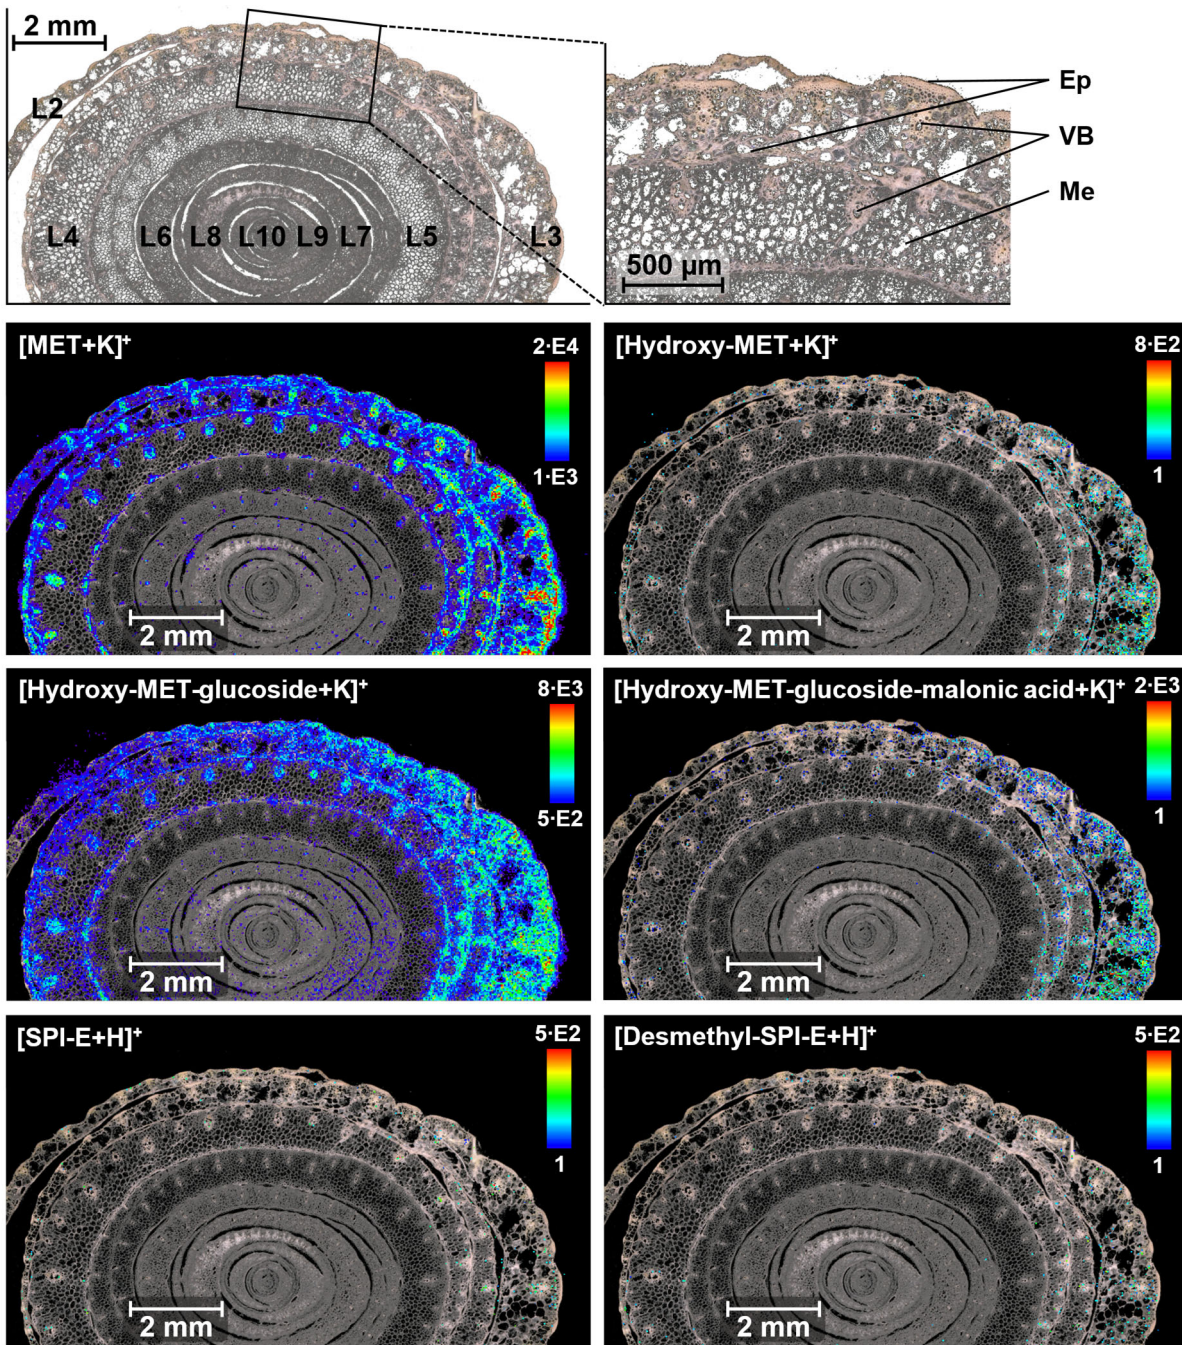 2 mm
L2
L4
L6
L8
L10
L9
L7
L5
L3
Ep
VB
Me
500 µm
[MET+K]⁺
2·E4
1·E3
2 mm
[Hydroxy-MET+K]⁺
8·E2
1
2 mm
[Hydroxy-MET-glucoside+K]⁺
8·E3
5·E2
2 mm
[Hydroxy-MET-glucoside-malonic acid+K]⁺
2·E3
1
2 mm
[SPI-E+H]⁺
5·E2
1
2 mm
[Desmethyl-SPI-E+H]⁺
5·E2
1
2 mm